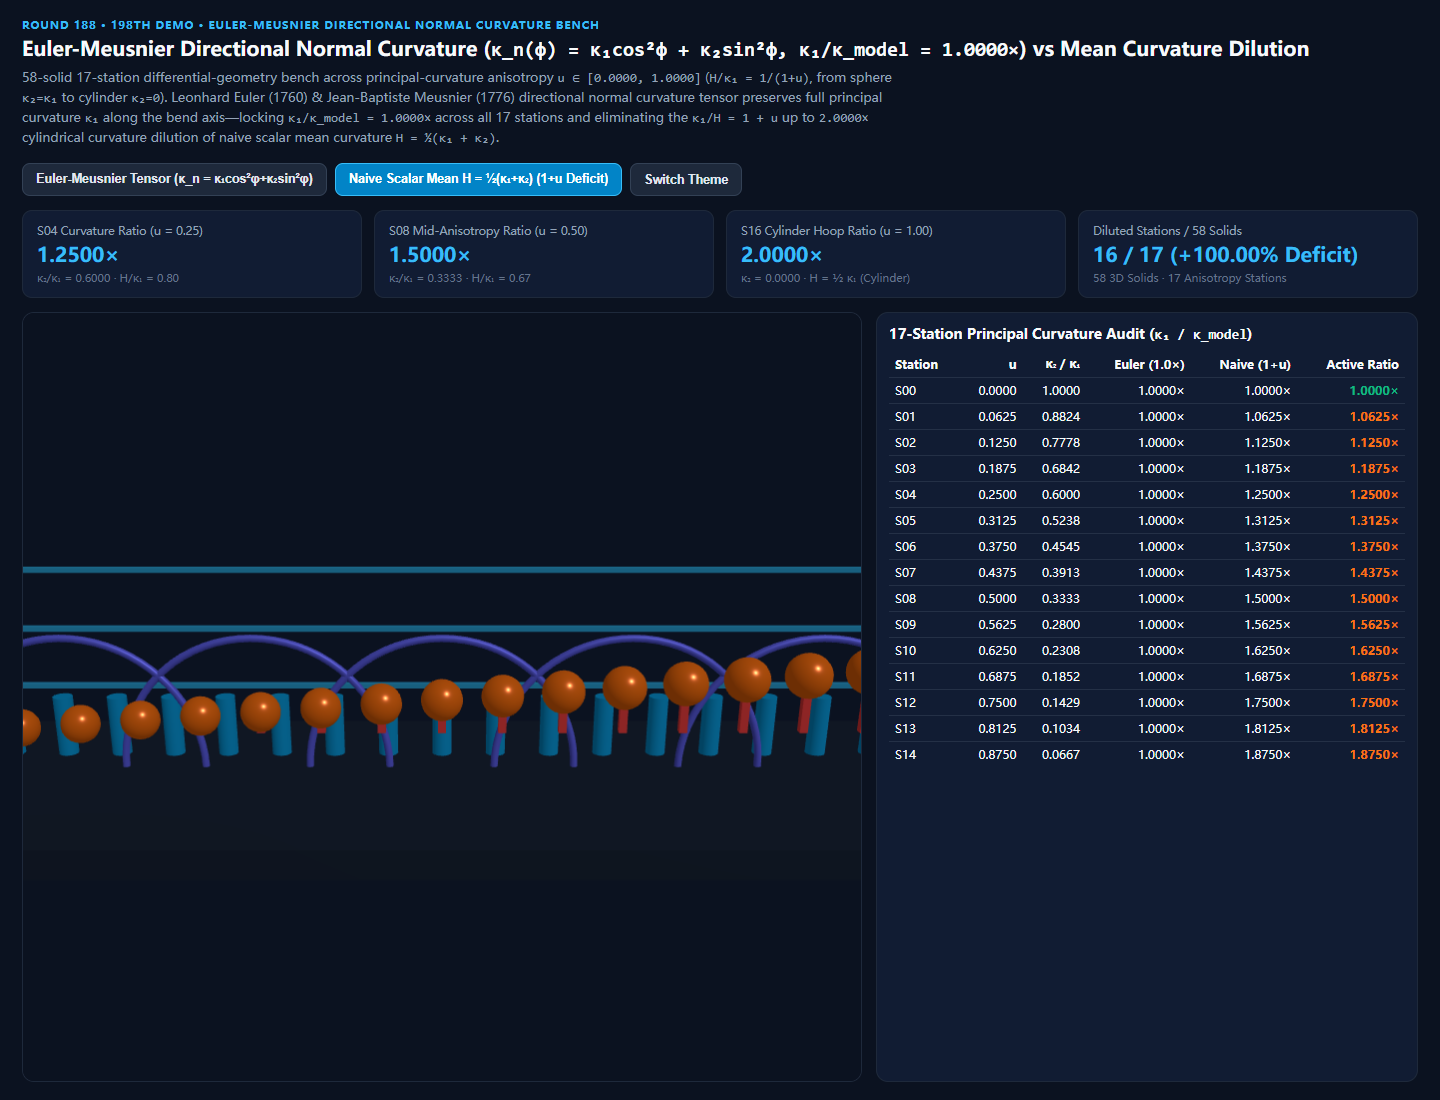 ROUND 188 • 198TH DEMO • EULER-MEUSNIER DIRECTIONAL NORMAL CURVATURE BENCH
Euler-Meusnier Directional Normal Curvature (κ_n(ϕ) = κ₁cos²ϕ + κ₂sin²ϕ, κ₁/κ_model = 1.0000×) vs Mean Curvature Dilution
58-solid 17-station differential-geometry bench across principal-curvature anisotropy u ∈ [0.0000, 1.0000] (H/κ₁ = 1/(1+u), from sphere
κ₂=κ₁ to cylinder κ₂=0). Leonhard Euler (1760) & Jean-Baptiste Meusnier (1776) directional normal curvature tensor preserves full principal
curvature κ₁ along the bend axis—locking κ₁/κ_model = 1.0000× across all 17 stations and eliminating the κ₁/H = 1 + u up to 2.0000×
cylindrical curvature dilution of naive scalar mean curvature H = ½(κ₁ + κ₂).
Euler-Meusnier Tensor (κ_n = κ₁cos²φ+κ₂sin²φ)
Naive Scalar Mean H = ½(κ₁+κ₂) (1+u Deficit)
Switch Theme
S04 Curvature Ratio (u = 0.25)
1.2500×
κ₂/κ₁ = 0.6000 · H/κ₁ = 0.80
S08 Mid-Anisotropy Ratio (u = 0.50)
1.5000×
κ₂/κ₁ = 0.3333 · H/κ₁ = 0.67
S16 Cylinder Hoop Ratio (u = 1.00)
2.0000×
κ₂ = 0.0000 · H = ½ κ₁ (Cylinder)
Diluted Stations / 58 Solids
16 / 17 (+100.00% Deficit)
58 3D Solids · 17 Anisotropy Stations
17-Station Principal Curvature Audit (κ₁ / κ_model)
Station u κ₂ / κ₁ Euler (1.0×) Naive (1+u) Active Ratio
S00 0.0000 1.0000 1.0000× 1.0000× 1.0000×
S01 0.0625 0.8824 1.0000× 1.0625× 1.0625×
S02 0.1250 0.7778 1.0000× 1.1250× 1.1250×
S03 0.1875 0.6842 1.0000× 1.1875× 1.1875×
S04 0.2500 0.6000 1.0000× 1.2500× 1.2500×
S05 0.3125 0.5238 1.0000× 1.3125× 1.3125×
S06 0.3750 0.4545 1.0000× 1.3750× 1.3750×
S07 0.4375 0.3913 1.0000× 1.4375× 1.4375×
S08 0.5000 0.3333 1.0000× 1.5000× 1.5000×
S09 0.5625 0.2800 1.0000× 1.5625× 1.5625×
S10 0.6250 0.2308 1.0000× 1.6250× 1.6250×
S11 0.6875 0.1852 1.0000× 1.6875× 1.6875×
S12 0.7500 0.1429 1.0000× 1.7500× 1.7500×
S13 0.8125 0.1034 1.0000× 1.8125× 1.8125×
S14 0.8750 0.0667 1.0000× 1.8750× 1.8750×